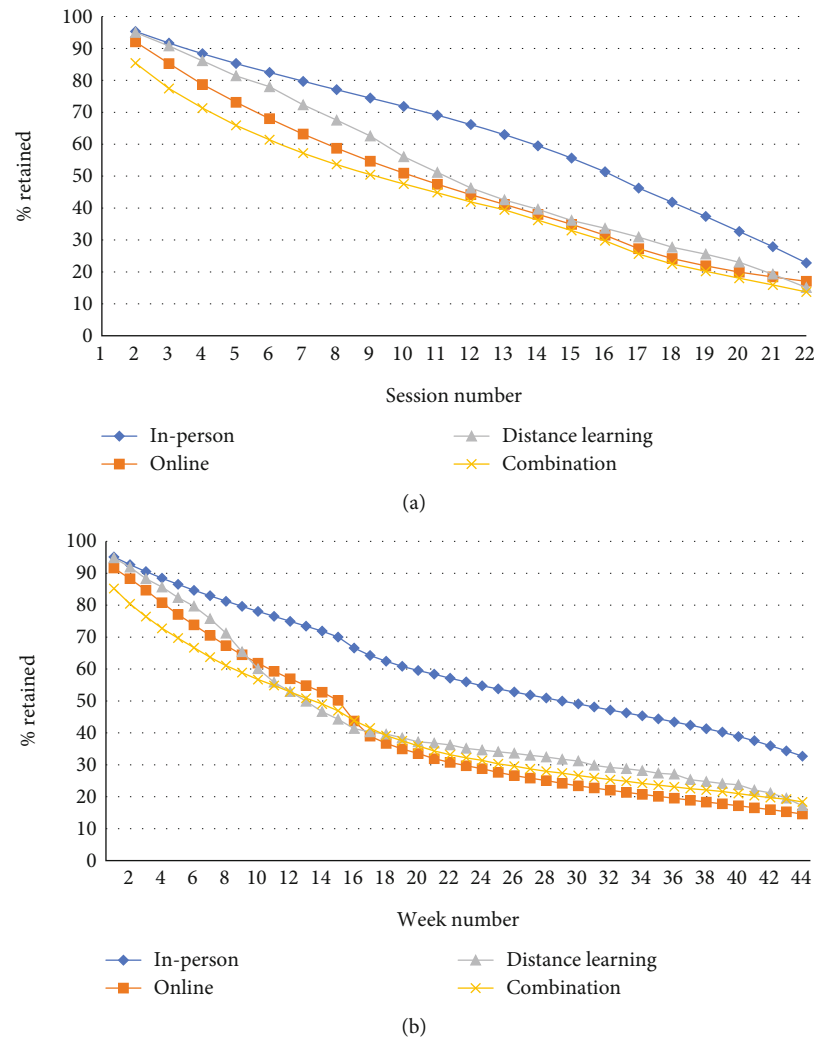 100
90
80
70
60
50
40
30
20
10
0
% retained
1 2 3 4 5 6 7 8 9 10 11 12 13 14 15 16 17 18 19 20 21 22
Session number
In-person Distance learning
Online Combination
(a)
100
90
80
70
60
50
40
30
20
10
0
% retained
2 4 6 8 10 12 14 16 18 20 22 24 26 28 30 32 34 36 38 40 42 44
Week number
In-person Distance learning
Online Combination
(b)